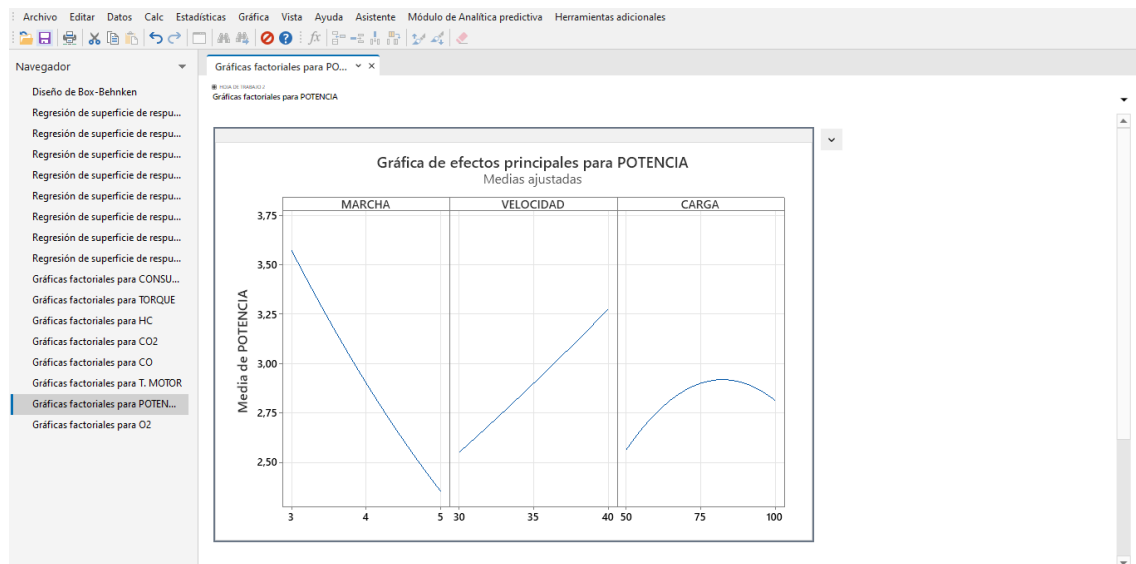 Archivo Editar Datos Calc Estadísticas Gráfica Vista Ayuda Asistente Módulo de Analítica predictiva Herramientas adicionales
Navegador
Diseño de Box-Behnken
Regresión de superficie de respu...
Regresión de superficie de respu...
Regresión de superficie de respu...
Regresión de superficie de respu...
Regresión de superficie de respu...
Regresión de superficie de respu...
Regresión de superficie de respu...
Regresión de superficie de respu...
Gráficas factoriales para CONSU...
Gráficas factoriales para TORQUE
Gráficas factoriales para HC
Gráficas factoriales para CO2
Gráficas factoriales para CO
Gráficas factoriales para T. MOTOR
Gráficas factoriales para POTEN...
Gráficas factoriales para O2
Gráficas factoriales para PO...
HOJA DE TRABAJO 2
Gráficas factoriales para POTENCIA
Gráfica de efectos principales para POTENCIA
Medias ajustadas
MARCHA VELOCIDAD CARGA
Media de POTENCIA
3,75
3,50
3,25
3,00
2,75
2,50
3 4 5 30 35 40 50 75 100